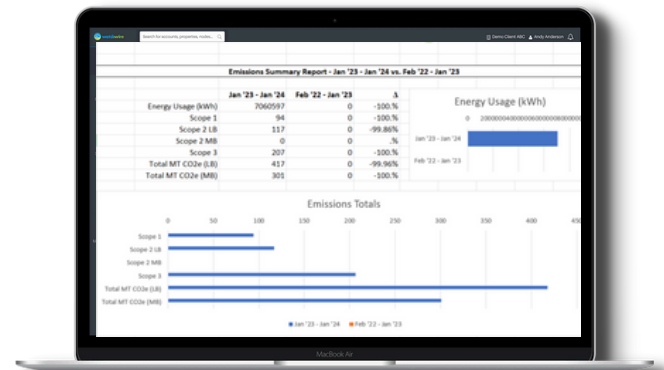 Search for accounts, properties, nodes...
Demo Client ABC
Andy Anderson
Emissions Summary Report - Jan '23 - Jan '24 vs. Feb '22 - Jan '23
Jan '23 - Jan '24 Feb '22 - Jan '23 Δ
Energy Usage (kWh) 7060597 0 -100.%
Scope 1 94 0 -100.%
Scope 2 LB 117 0 -99.86%
Scope 2 MB 0 0 .%
Scope 3 207 0 -100.%
Total MT CO2e (LB) 417 0 -99.96%
Total MT CO2e (MB) 301 0 -100.%
Energy Usage (kWh)
0
Jan '23 - Jan '24
Feb '22 - Jan '23
Emissions Totals
0 50 100 150 200 250 300 350 400 450
Scope 1
Scope 2 LB
Scope 2 MB
Scope 3
Total MT CO2e (LB)
Total MT CO2e (MB)
Jan '23 - Jan '24 Feb '22 - Jan '23
MacBook Air